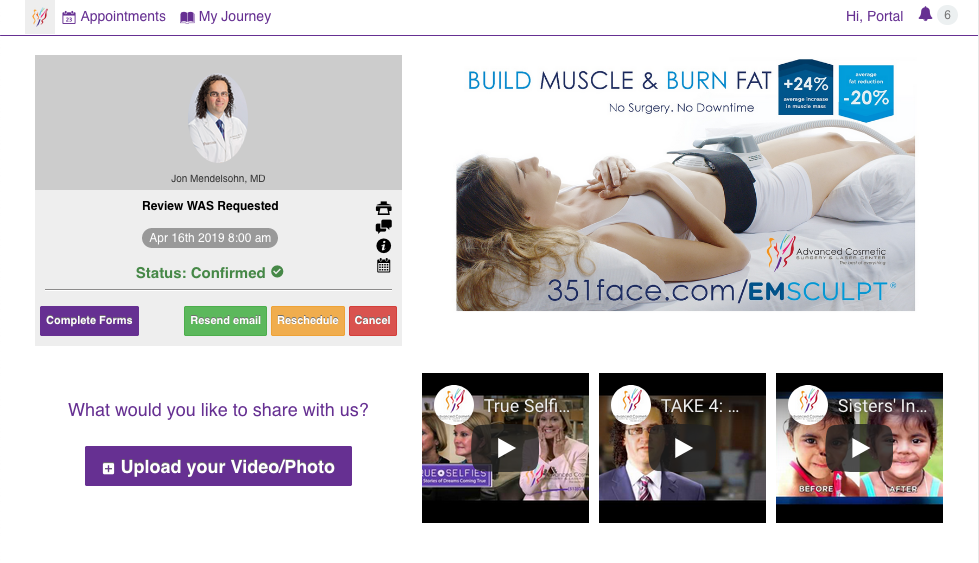 Appointments
My Journey
Hi, Portal
6
23
Jon Mendelsohn, MD
Review WAS Requested
Apr 16th 2019 8:00 am
Status: Confirmed
Complete Forms
Resend email
Reschedule
Cancel
BUILD MUSCLE & BURN FAT
No Surgery. No Downtime
+24%
average increase
in muscle mass
average
fat reduction
-20%
Advanced Cosmetic
SURGERY & LASER CENTER
351face.com/EMSCULPT®
What would you like to share with us?
Upload your Video/Photo
True Selfi...
RUE SELFIES
Stories of Dreams Coming True
Advanced Cosmetic
TAKE 4: ...
Sisters' In...
BEFORE
AFTER